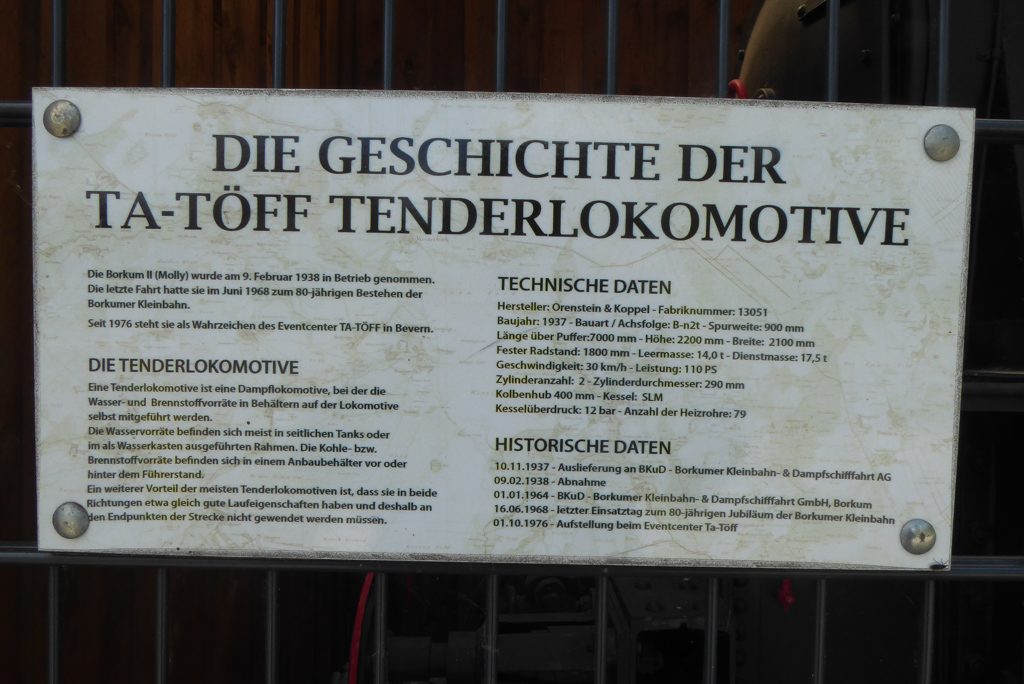 DIE GESCHICHTE DER
TA-TÖFF TENDERLOKOMOTIVE
Die Borkum II (Molly) wurde am 9. Februar 1938 in Betrieb genommen.
Die letzte Fahrt hatte sie im Juni 1968 zum 80-jährigen Bestehen der
Borkumer Kleinbahn.
Seit 1976 steht sie als Wahrzeichen des Eventcenter TA-TÖFF in Bevern.
DIE TENDERLOKOMOTIVE
Eine Tenderlokomotive ist eine Dampflokomotive, bei der die
Wasser- und Brennstoffvorräte in Behältern auf der Lokomotive
selbst mitgeführt werden.
Die Wasservorräte befinden sich meist in seitlichen Tanks oder
im als Wasserkasten ausgeführten Rahmen. Die Kohle- bzw.
Brennstoffvorräte befinden sich in einem Anbaubehälter vor oder
hinter dem Führerstand.
Ein weiterer Vorteil der meisten Tenderlokomotiven ist, dass sie in beide
Richtungen etwa gleich gute Laufeigenschaften haben und deshalb an
den Endpunkten der Strecke nicht gewendet werden müssen.
TECHNISCHE DATEN
Hersteller: Orenstein & Koppel - Fabriknummer: 13051
Baujahr: 1937 - Bauart / Achsfolge: B-n2t - Spurweite: 900 mm
Länge über Puffer:7000 mm - Höhe: 2200 mm - Breite: 2100 mm
Fester Radstand: 1800 mm - Leermasse: 14,0 t - Dienstmasse: 17,5 t
Geschwindigkeit: 30 km/h - Leistung: 110 PS
Zylinderanzahl: 2 - Zylinderdurchmesser: 290 mm
Kolbenhub 400 mm - Kessel: SLM
Kesselüberdruck: 12 bar - Anzahl der Heizrohre: 79
HISTORISCHE DATEN
10.11.1937 - Auslieferung an BKuD - Borkumer Kleinbahn- & Dampfschifffahrt AG
09.02.1938 - Abnahme
01.01.1964 - BKuD - Borkumer Kleinbahn- & Dampfschifffahrt GmbH, Borkum
16.06.1968 - letzter Einsatztag zum 80-jährigen Jubiläum der Borkumer Kleinbahn
01.10.1976 - Aufstellung beim Eventcenter Ta-Töff